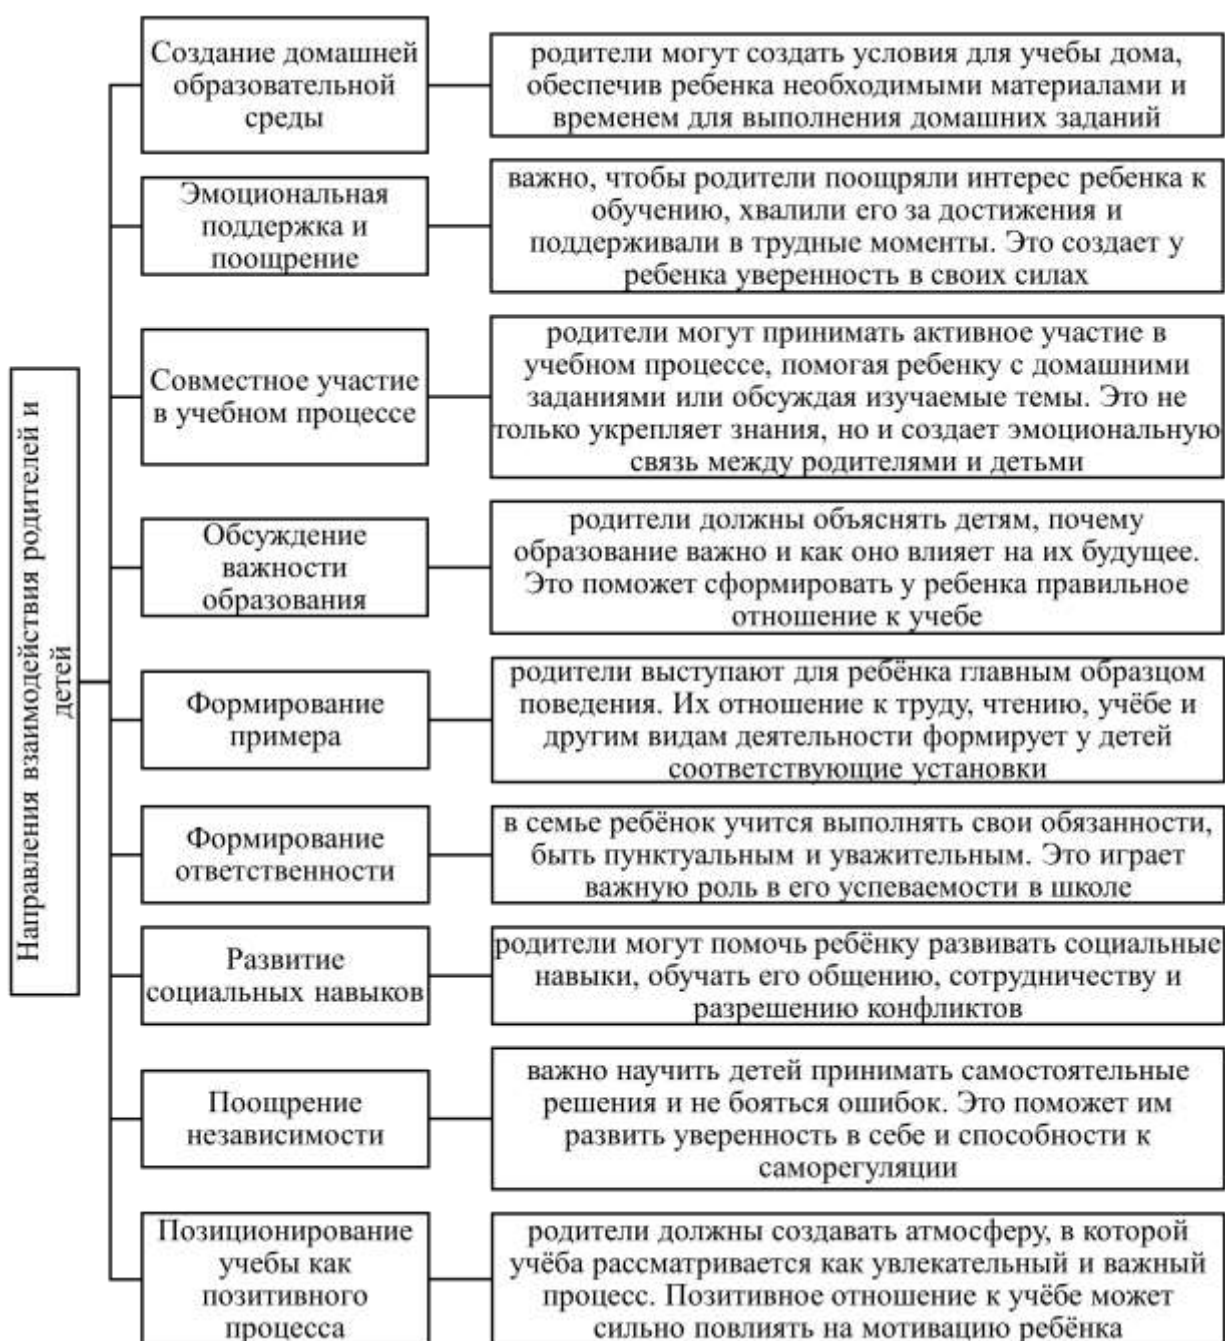 Направления взаимодействия родителей и
детей
Создание домашней
образовательной
среды
родители могут создать условия для учебы дома,
обеспечив ребенка необходимыми материалами и
временем для выполнения домашних заданий
Эмоциональная
поддержка и
поощрение
важно, чтобы родители поощряли интерес ребенка к
обучению, хвалили его за достижения и
поддерживали в трудные моменты. Это создает у
ребенка уверенность в своих силах
Совместное участие
в учебном процессе
родители могут принимать активное участие в
учебном процессе, помогая ребенку с домашними
заданиями или обсуждая изучаемые темы. Это не
только укрепляет знания, но и создает эмоциональную
связь между родителями и детьми
Обсуждение
важности
образования
родители должны объяснять детям, почему
образование важно и как оно влияет на их будущее.
Это поможет сформировать у ребенка правильное
отношение к учебе
Формирование
примера
родители выступают для ребёнка главным образцом
поведения. Их отношение к труду, чтению, учёбе и
другим видам деятельности формирует у детей
соответствующие установки
Формирование
ответственности
в семье ребёнок учится выполнять свои обязанности,
быть пунктуальным и уважительным. Это играет
важную роль в его успеваемости в школе
Развитие
социальных навыков
родители могут помочь ребёнку развивать социальные
навыки, обучать его общению, сотрудничеству и
разрешению конфликтов
Поощрение
независимости
важно научить детей принимать самостоятельные
решения и не бояться ошибок. Это поможет им
развить уверенность в себе и способности к
саморегуляции
Позиционирование
учебы как
позитивного
процесса
родители должны создавать атмосферу, в которой
учёба рассматривается как увлекательный и важный
процесс. Позитивное отношение к учёбе может
сильно повлиять на мотивацию ребёнка